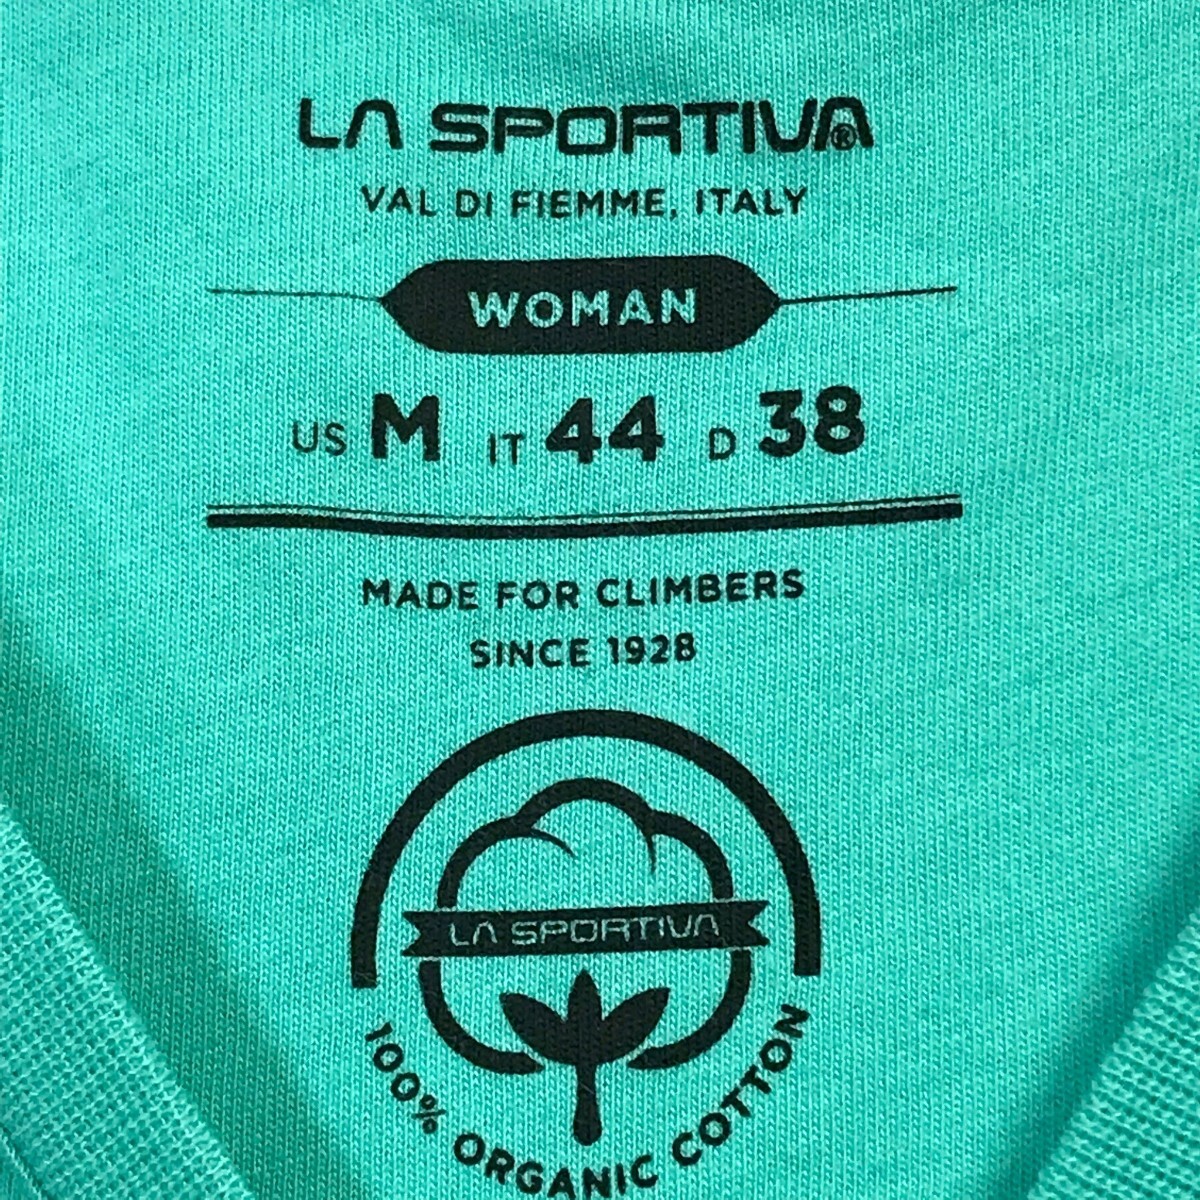 LA SPORTIVA®
VAL DI FIEMME, ITALY
WOMAN
US M IT 44 D 38
MADE FOR CLIMBERS
SINCE 1928
LA SPORTIVA
100% ORGANIC COTTON